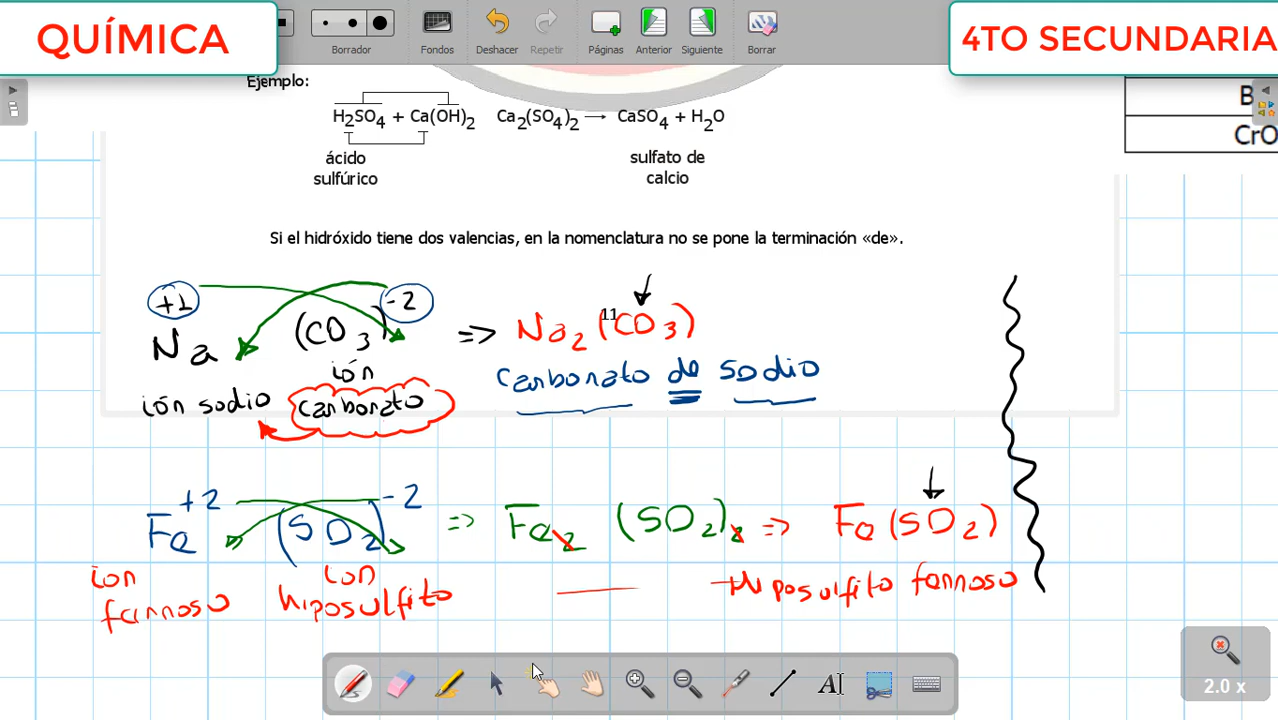 QUÍMICA
4TO SECUNDARIA
Borrador
Fondos
Deshacer
Repetir
Páginas
Anterior
Siguiente
Borrar
Ejemplo:
H2SO4 + Ca(OH)2 Ca2(SO4)2 → CaSO4 + H2O
ácido
sulfúrico
sulfato de
calcio
B
CrO
Si el hidróxido tiene dos valencias, en la nomenclatura no se pone la terminación «de».
+1 -2
Na (CO3) => Na2 (CO3)
11
ión
ión sodio carbonato
carbonato de sodio
+2 -2
Fe (SO2) => Fe2 (SO2)2 => Fe (SO2)
ion
ferroso
ion
hiposulfito
Hiposulfito ferroso
AI
2.0 x